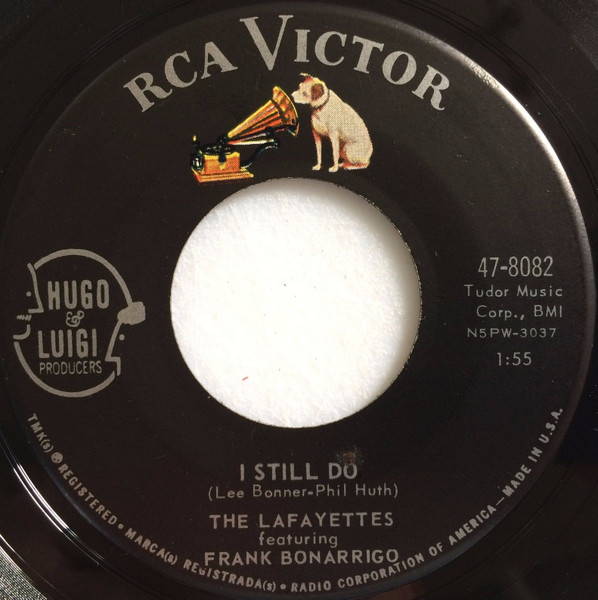 RCA VICTOR
HUGO
&
LUIGI
PRODUCERS
47-8082
Tudor Music
Corp., BMI
N5PW-3037
1:55
I STILL DO
(Lee Bonner-Phil Huth)
THE LAFAYETTES
featuring
FRANK BONARRIGO
TMK(s) ® REGISTERED • MARCA(s) REGISTRADA(s) • RADIO CORPORATION OF AMERICA—MADE IN U.S.A.